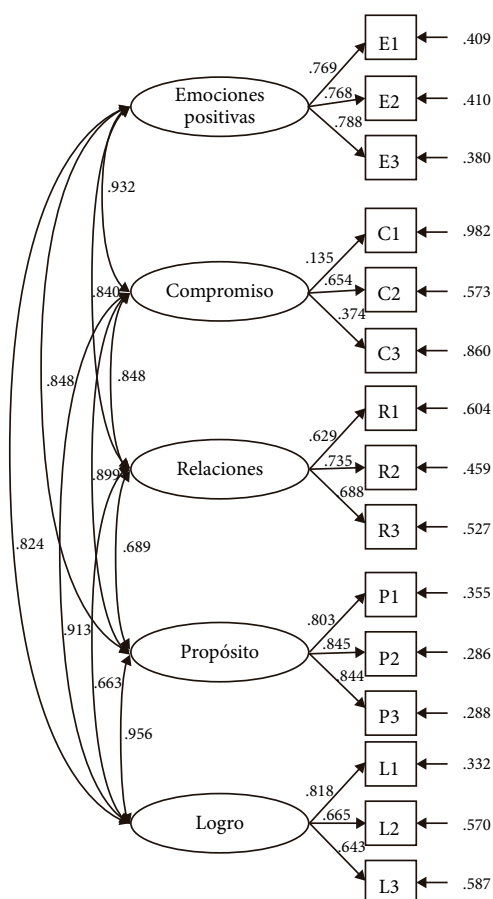 E1
.409
.769
Emociones
positivas
.768
E2
.410
.788
E3
.380
.932
C1
.982
.135
.840
Compromiso
.654
C2
.573
.374
C3
.860
.848
.848
R1
.604
.629
.899
Relaciones
.735
R2
.459
.688
R3
.527
.824
.689
P1
.355
.803
.913
Propósito
.845
P2
.286
.844
.663
P3
.288
.956
L1
.332
.818
Logro
.665
L2
.570
.643
L3
.587